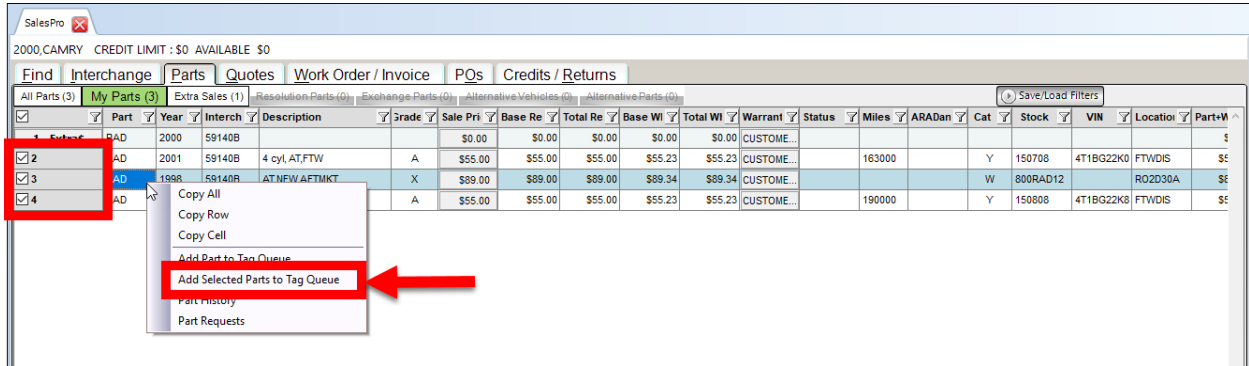 SalesPro
2000,CAMRY CREDIT LIMIT : $0 AVAILABLE $0
Find Interchange Parts Quotes Work Order / Invoice POs Credits / Returns
All Parts (3) My Parts (3) Extra Sales (1) Resolution Parts (0) Exchange Parts (0) Alternative Vehicles (0) Alternative Parts (0) Save/Load Filters
Part Year Interch Description Grade Sale Pri Base Re Total Re Base Wl Total Wl Warrant Status Miles ARADan Cat Stock VIN Location Part+W
1 Extra RAD 2000 59140B $0.00 $0.00 $0.00 $0.00 $0.00 CUSTOME... $
2 AD 2001 59140B 4 cyl, AT,FTW A $55.00 $55.00 $55.00 $55.23 $55.23 CUSTOME... 163000 Y 150708 4T1BG22K0 FTWDIS $5
3 AD 1998 59140B AT,NEW AFTMKT X $89.00 $89.00 $89.00 $89.34 $89.34 CUSTOME... W 800RAD12 RO2D30A $8
4 AD A $55.00 $55.00 $55.00 $55.23 $55.23 CUSTOME... 190000 Y 150808 4T1BG22K8 FTWDIS $5
Copy All
Copy Row
Copy Cell
Add Part to Tag Queue
Add Selected Parts to Tag Queue
Part History
Part Requests